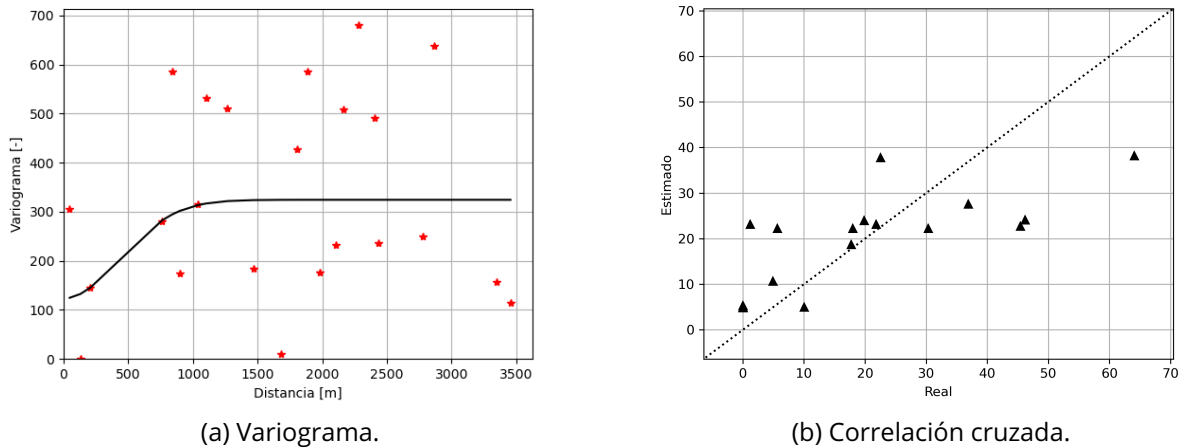 700
600
500
400
300
200
100
0
Variograma [-]
0 500 1000 1500 2000 2500 3000 3500
Distancia [m]
(a) Variograma.
70
60
50
40
30
20
10
0
Estimado
0 10 20 30 40 50 60 70
Real
(b) Correlación cruzada.